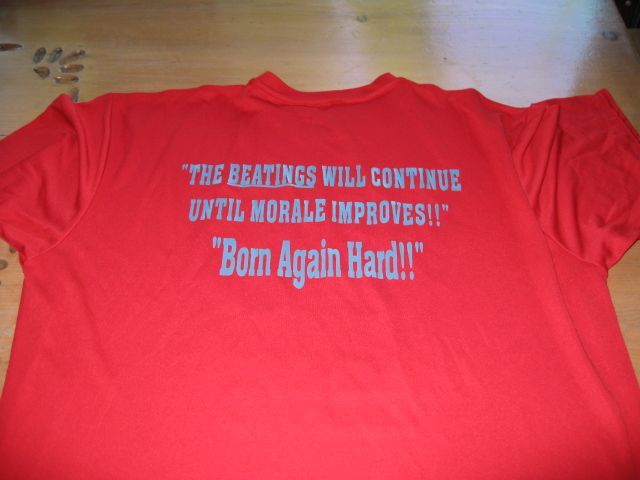 "THE BEATINGS WILL CONTINUE
UNTIL MORALE IMPROVES!!"
"Born Again Hard!!"